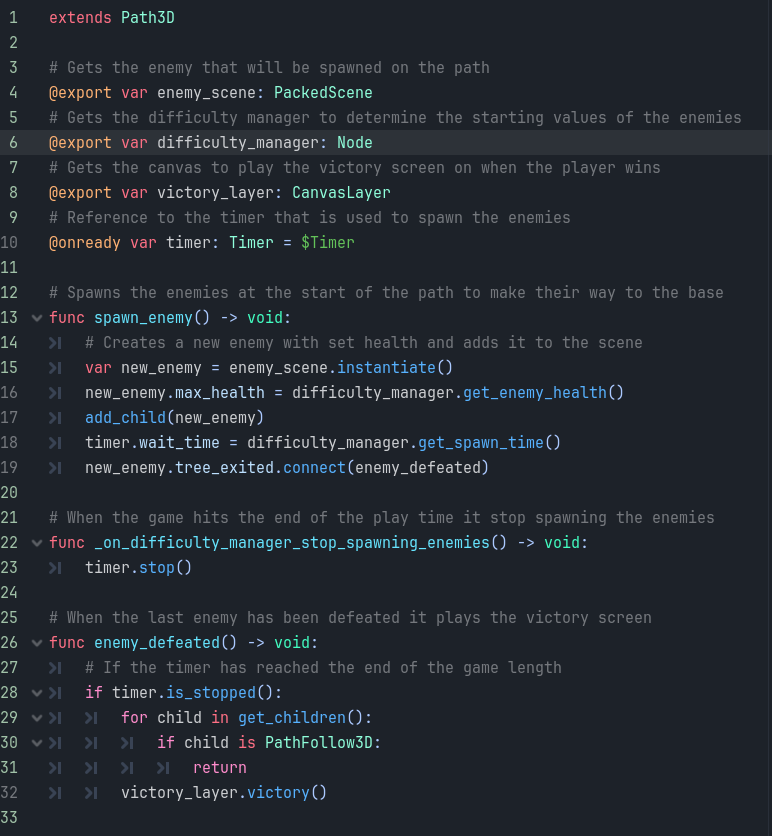 1 extends Path3D
2
3 # Gets the enemy that will be spawned on the path
4 @export var enemy_scene: PackedScene
5 # Gets the difficulty manager to determine the starting values of the enemies
6 @export var difficulty_manager: Node
7 # Gets the canvas to play the victory screen on when the player wins
8 @export var victory_layer: CanvasLayer
9 # Reference to the timer that is used to spawn the enemies
10 @onready var timer: Timer = $Timer
11
12 # Spawns the enemies at the start of the path to make their way to the base
13 func spawn_enemy() -> void:
14 # Creates a new enemy with set health and adds it to the scene
15 var new_enemy = enemy_scene.instantiate()
16 new_enemy.max_health = difficulty_manager.get_enemy_health()
17 add_child(new_enemy)
18 timer.wait_time = difficulty_manager.get_spawn_time()
19 new_enemy.tree_exited.connect(enemy_defeated)
20
21 # When the game hits the end of the play time it stop spawning the enemies
22 func _on_difficulty_manager_stop_spawning_enemies() -> void:
23 timer.stop()
24
25 # When the last enemy has been defeated it plays the victory screen
26 func enemy_defeated() -> void:
27 # If the timer has reached the end of the game length
28 if timer.is_stopped():
29 for child in get_children():
30 if child is PathFollow3D:
31 return
32 victory_layer.victory()
33